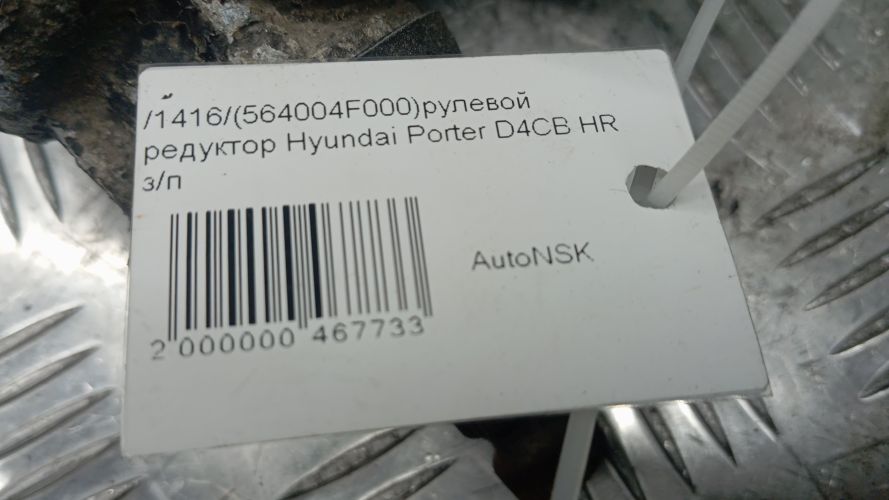 /1416/(564004F000)рулевой
редуктор Hyundai Porter D4CB HR
з/п
AutoNSK
2 000000 467733